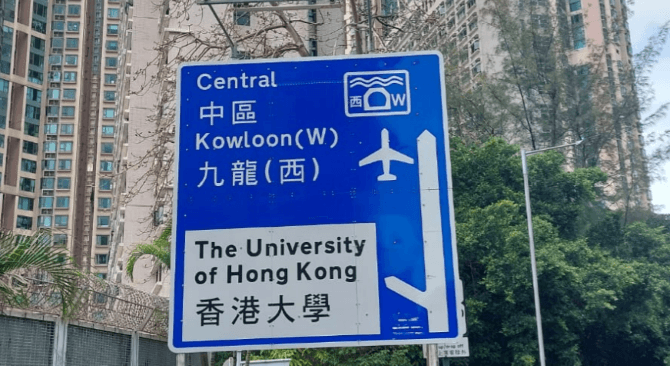 Central
中區
西 W
Kowloon(W)
九龍(西)
The University
of Hong Kong
香港大學